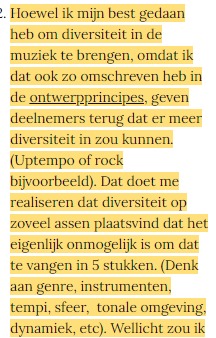 2. Hoewel ik mijn best gedaan
heb om diversiteit in de
muziek te brengen, omdat ik
dat ook zo omschreven heb in
de ontwerpprincipes, geven
deelnemers terug dat er meer
diversiteit in zou kunnen.
(Uptempo of rock
bijvoorbeeld). Dat doet me
realiseren dat diversiteit op
zoveel assen plaatsvind dat het
eigenlijk onmogelijk is om dat
te vangen in 5 stukken. (Denk
aan genre, instrumenten,
tempi, sfeer, tonale omgeving,
dynamiek, etc). Wellicht zou ik